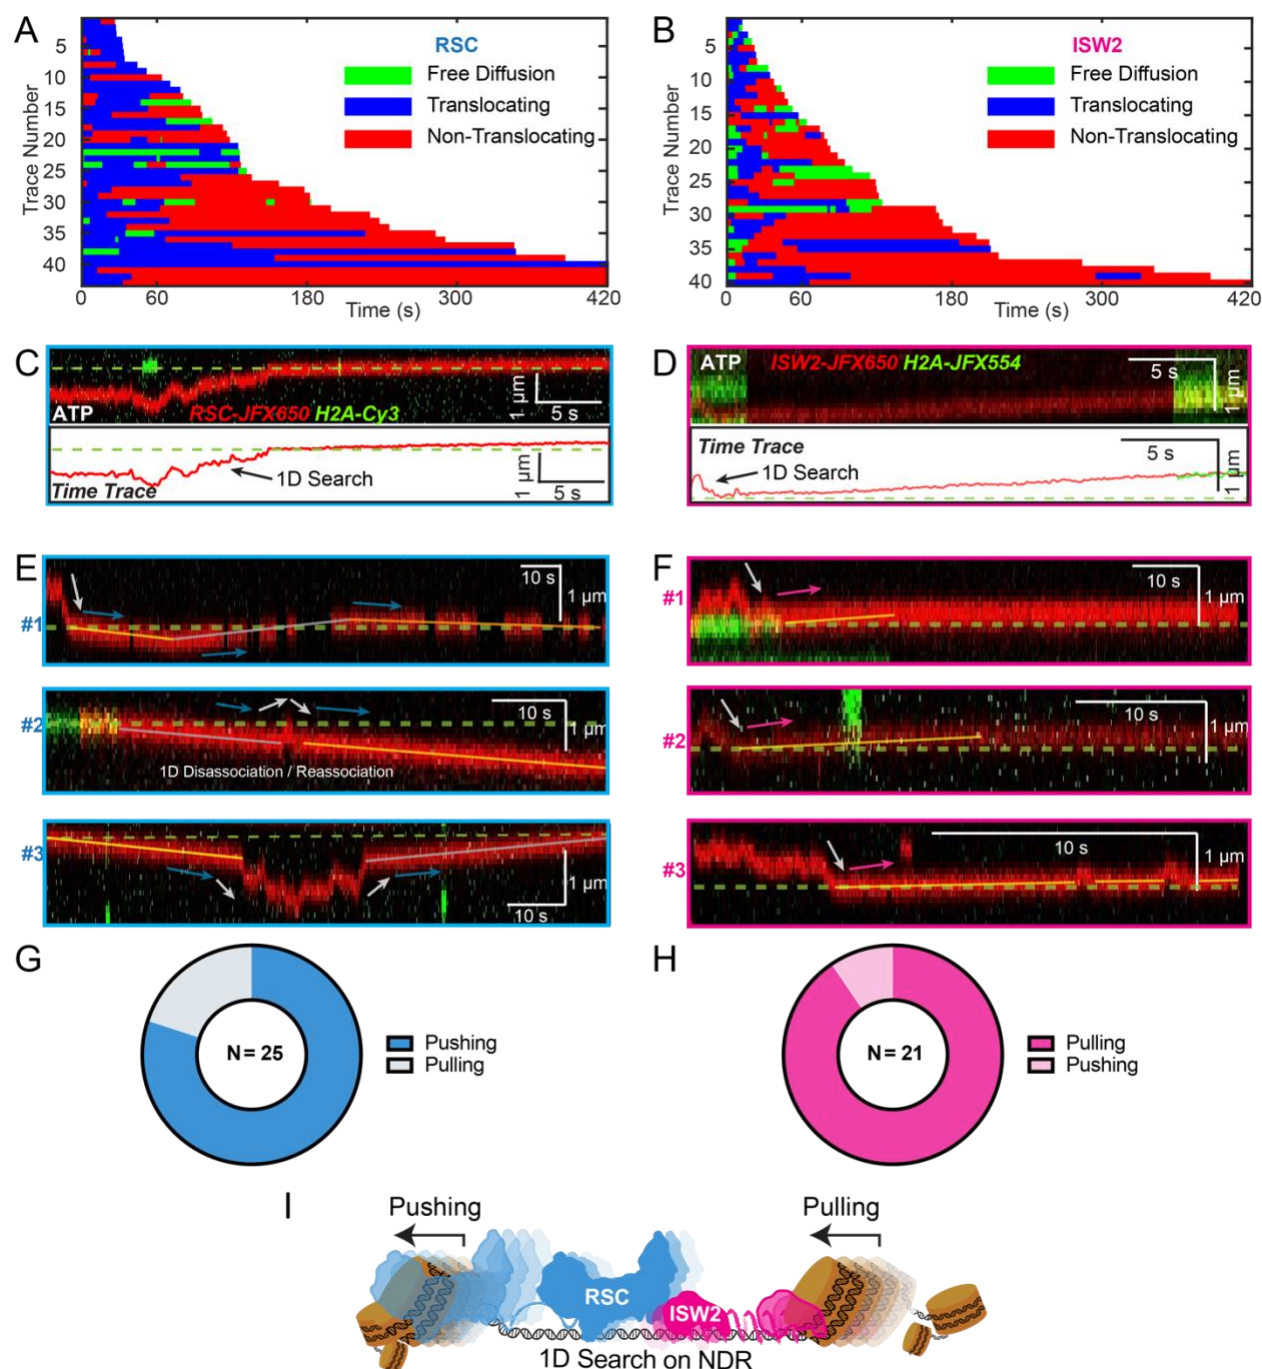 A
RSC
Free Diffusion
Translocating
Non-Translocating
Trace Number
5
10
15
20
25
30
35
40
0
60
180
300
420
Time (s)
B
ISW2
Free Diffusion
Translocating
Non-Translocating
Trace Number
5
10
15
20
25
30
35
40
0
60
180
300
420
Time (s)
C
ATP
RSC-JFX650 H2A-Cy3
1 µm
5 s
Time Trace
1D Search
1 µm
5 s
D
ATP
ISW2-JFX650 H2A-JFX554
5 s
1 µm
Time Trace
1D Search
5 s
1 µm
E
#1
10 s
1 µm
#2
10 s
1 µm
1D Disassociation / Reassociation
#3
10 s
1 µm
F
#1
10 s
1 µm
#2
10 s
1 µm
#3
10 s
1 µm
G
N = 25
Pushing
Pulling
H
N = 21
Pulling
Pushing
I
Pushing
Pulling
RSC
ISW2
1D Search on NDR